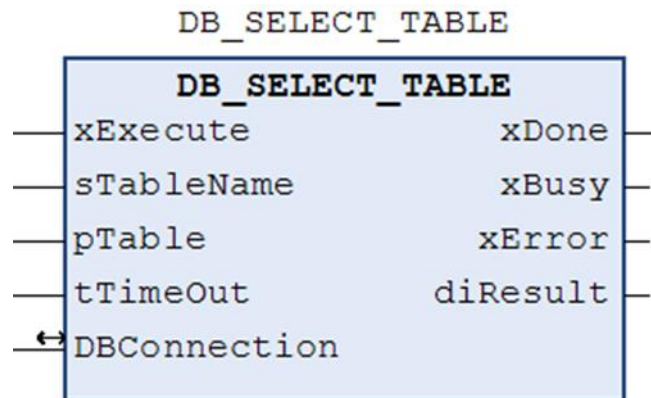 DB_SELECT_TABLE
DB_SELECT_TABLE
xExecute xDone
sTableName xBusy
pTable xError
tTimeOut diResult
DBConnection